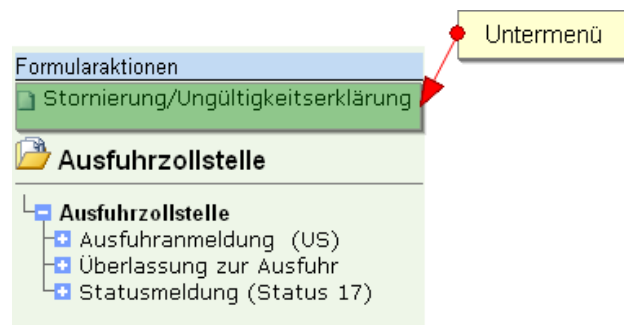 Untermenü
Formularaktionen
Stornierung/Ungültigkeitserklärung
Ausfuhrzollstelle
Ausfuhrzollstelle
Ausfuhranmeldung (US)
Überlassung zur Ausfuhr
Statusmeldung (Status 17)